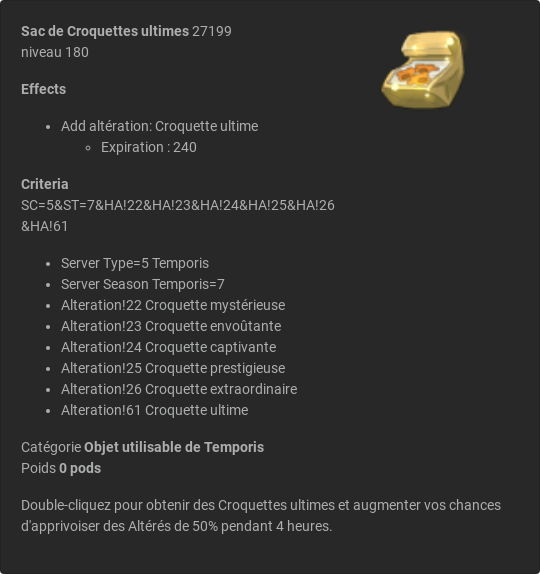 Sac de Croquettes ultimes 27199
niveau 180
Effects
Add altération: Croquette ultime
Expiration : 240
Criteria
SC=5&ST=7&HA!22&HA!23&HA!24&HA!25&HA!26
&HA!61
Server Type=5 Temporis
Server Season Temporis=7
Alteration!22 Croquette mystérieuse
Alteration!23 Croquette envoûtante
Alteration!24 Croquette captivante
Alteration!25 Croquette prestigieuse
Alteration!26 Croquette extraordinaire
Alteration!61 Croquette ultime
Catégorie Objet utilisable de Temporis
Poids 0 pods
Double-cliquez pour obtenir des Croquettes ultimes et augmenter vos chances
d'apprivoiser des Altérés de 50% pendant 4 heures.